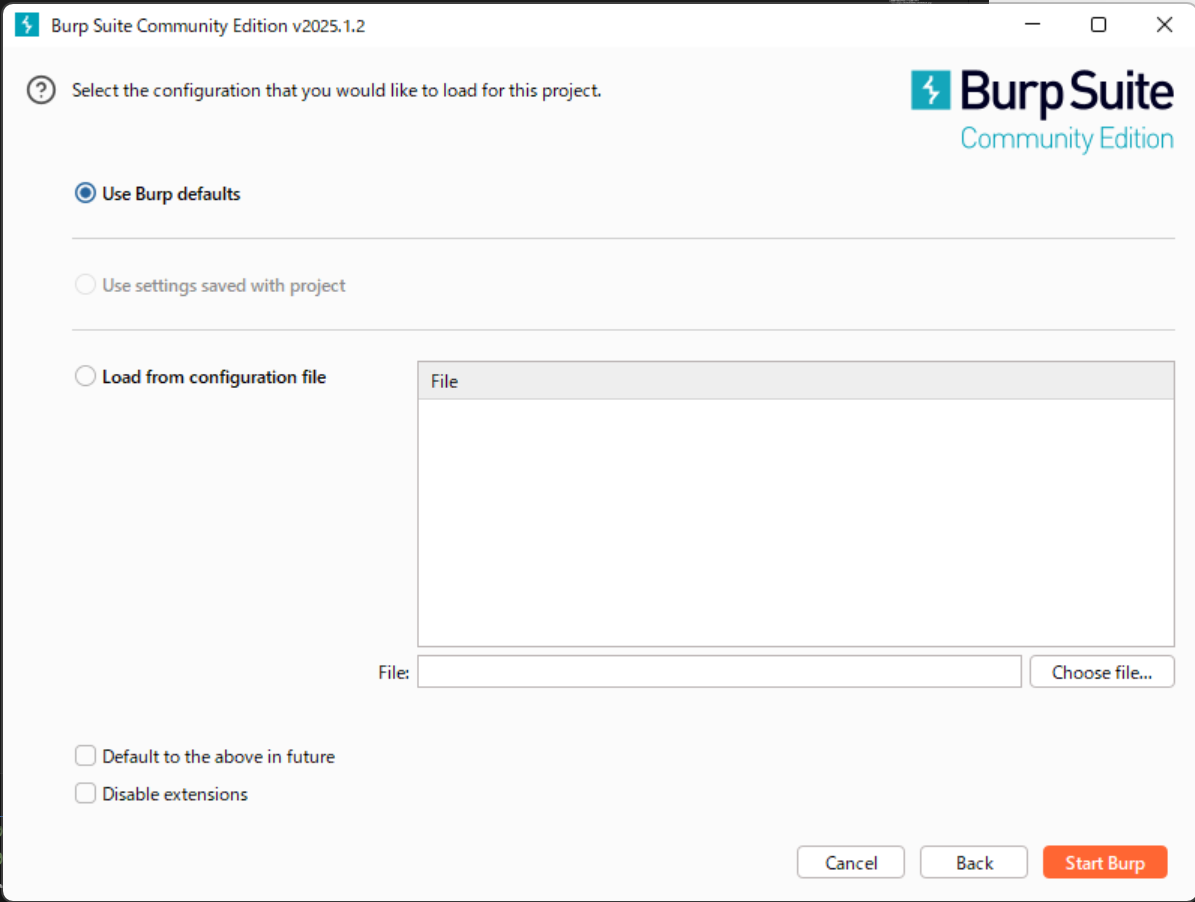 Burp Suite Community Edition v2025.1.2
Select the configuration that you would like to load for this project.
Burp Suite
Community Edition
Use Burp defaults
Use settings saved with project
Load from configuration file
File
File:
Choose file...
Default to the above in future
Disable extensions
Cancel
Back
Start Burp